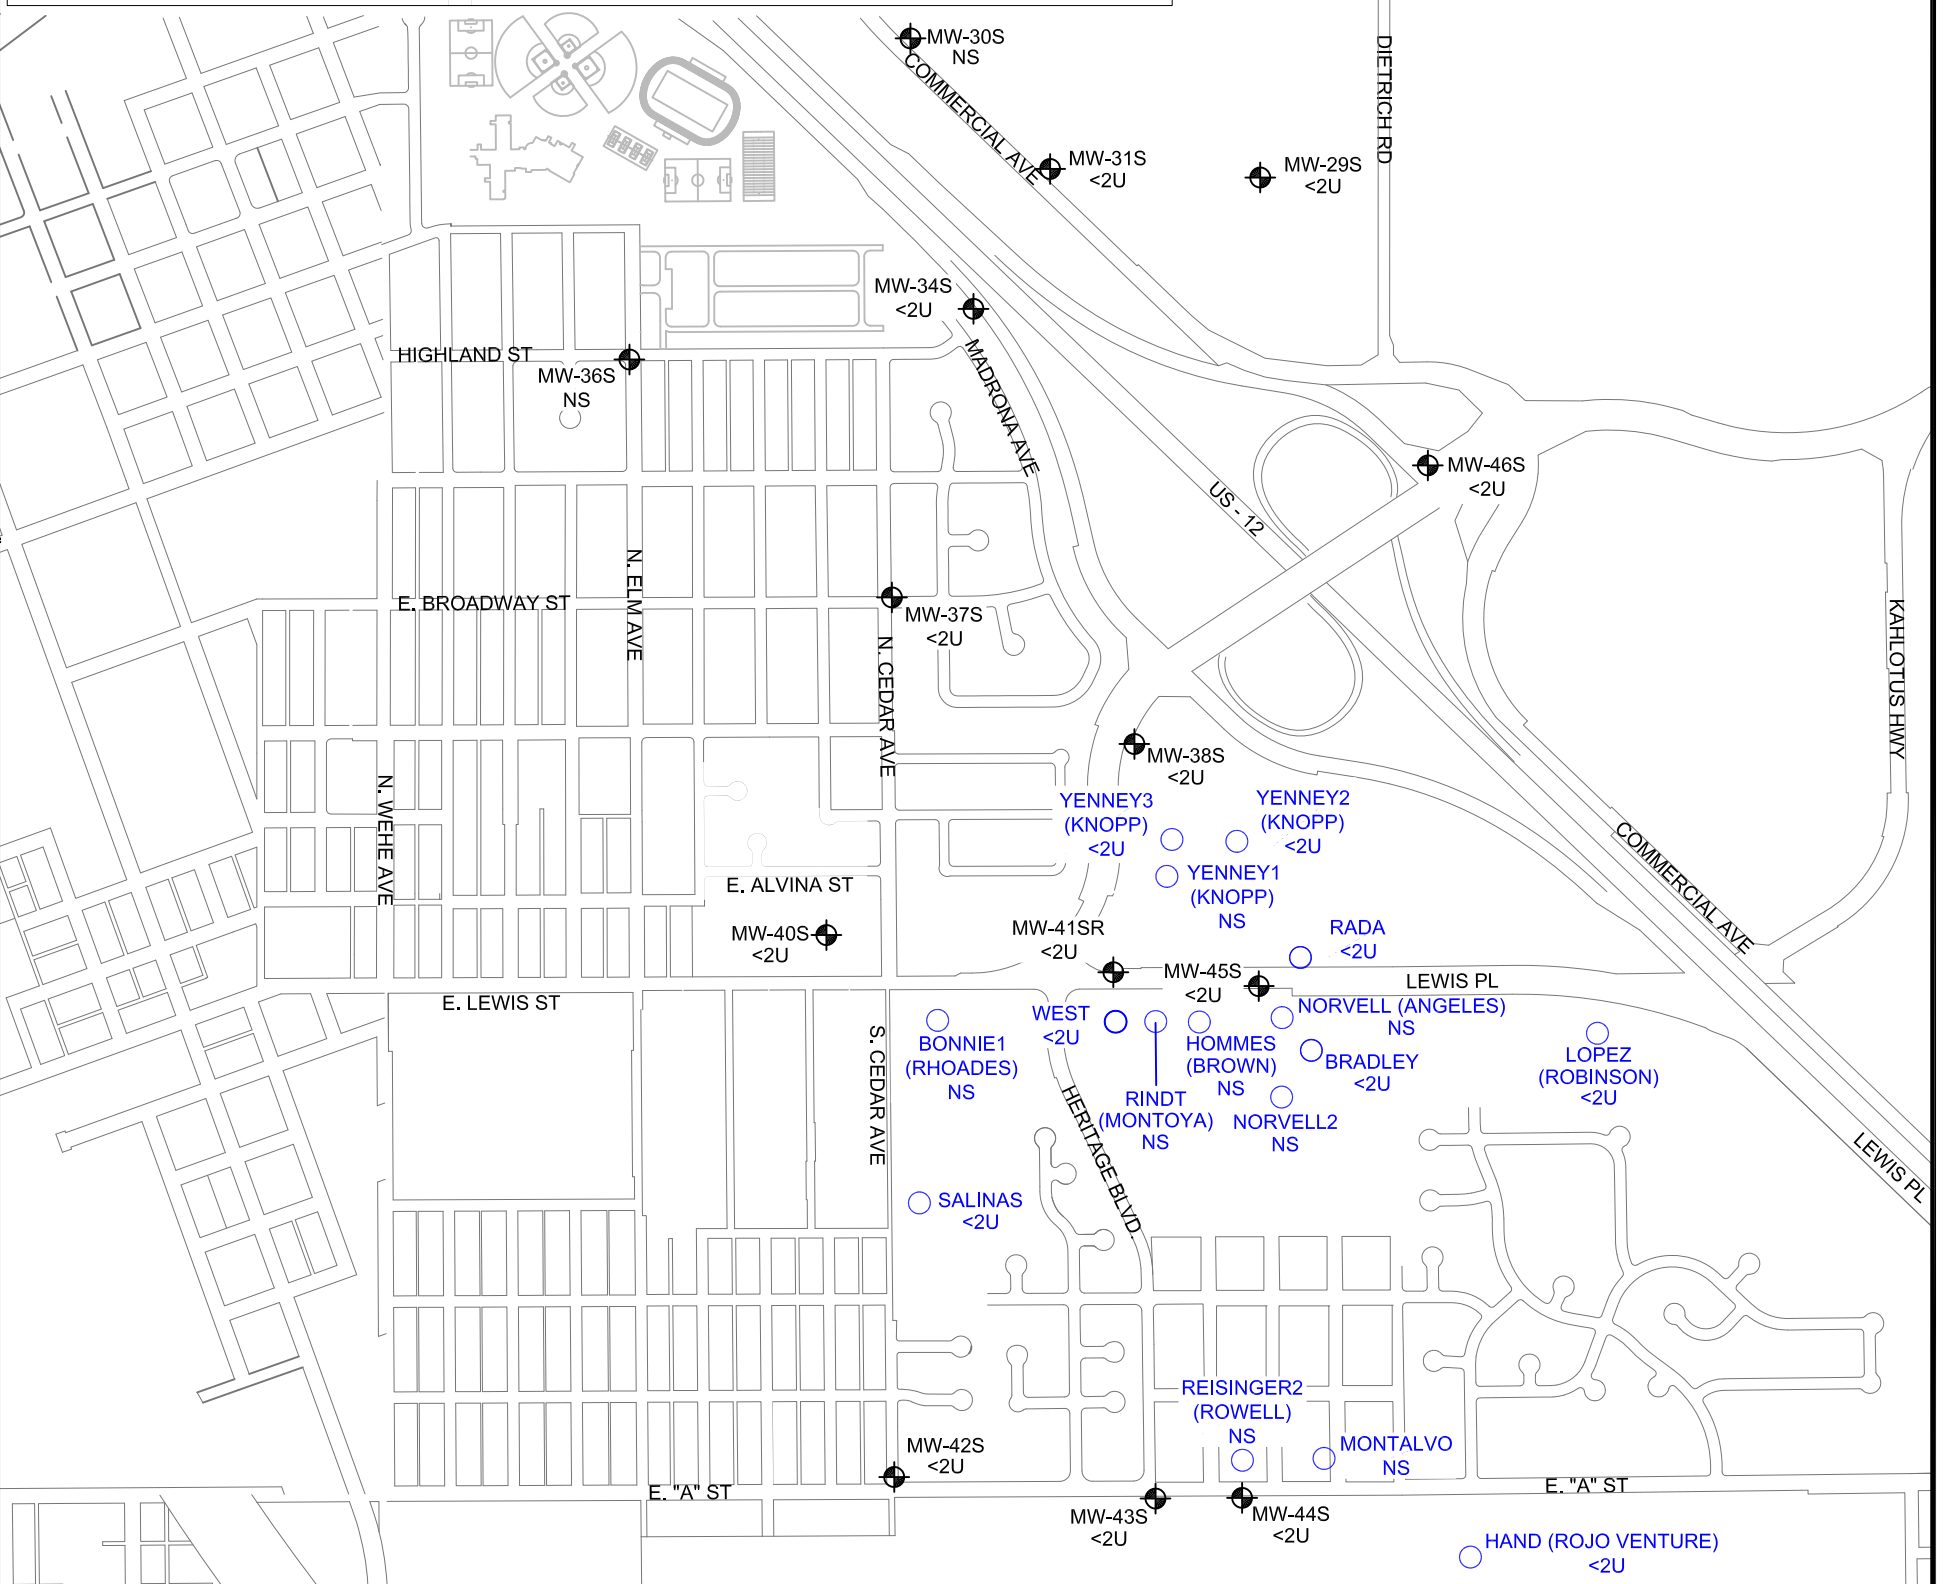 MW-30S
NS
COMMERCIAL AVE
DIETRICH RD
MW-31S
<2U
MW-29S
<2U
MW-34S
<2U
HIGHLAND ST
MW-36S
NS
MADRONA AVE
MW-46S
<2U
US - 12
N. ELM AVE
E. BROADWAY ST
MW-37S
<2U
N. CEDAR AVE
KAHLOTUS HWY
MW-38S
<2U
N. WEHE AVE
YENNEY3
(KNOPP)
<2U
YENNEY2
(KNOPP)
<2U
YENNEY1
(KNOPP)
NS
COMMERCIAL AVE
E. ALVINA ST
MW-40S
<2U
MW-41SR
<2U
RADA
<2U
MW-45S
<2U
LEWIS PL
E. LEWIS ST
NORVELL (ANGELES)
NS
WEST
<2U
S. CEDAR AVE
BONNIE1
(RHOADES)
NS
HOMMES
(BROWN)
NS
BRADLEY
<2U
LOPEZ
(ROBINSON)
<2U
RINDT
(MONTOYA)
NS
NORVELL2
NS
HERITAGE BLVD.
LEWIS PL
SALINAS
<2U
REISINGER2
(ROWELL)
NS
MONTALVO
NS
MW-42S
<2U
E. "A" ST
E. "A" ST
MW-43S
<2U
MW-44S
<2U
HAND (ROJO VENTURE)
<2U